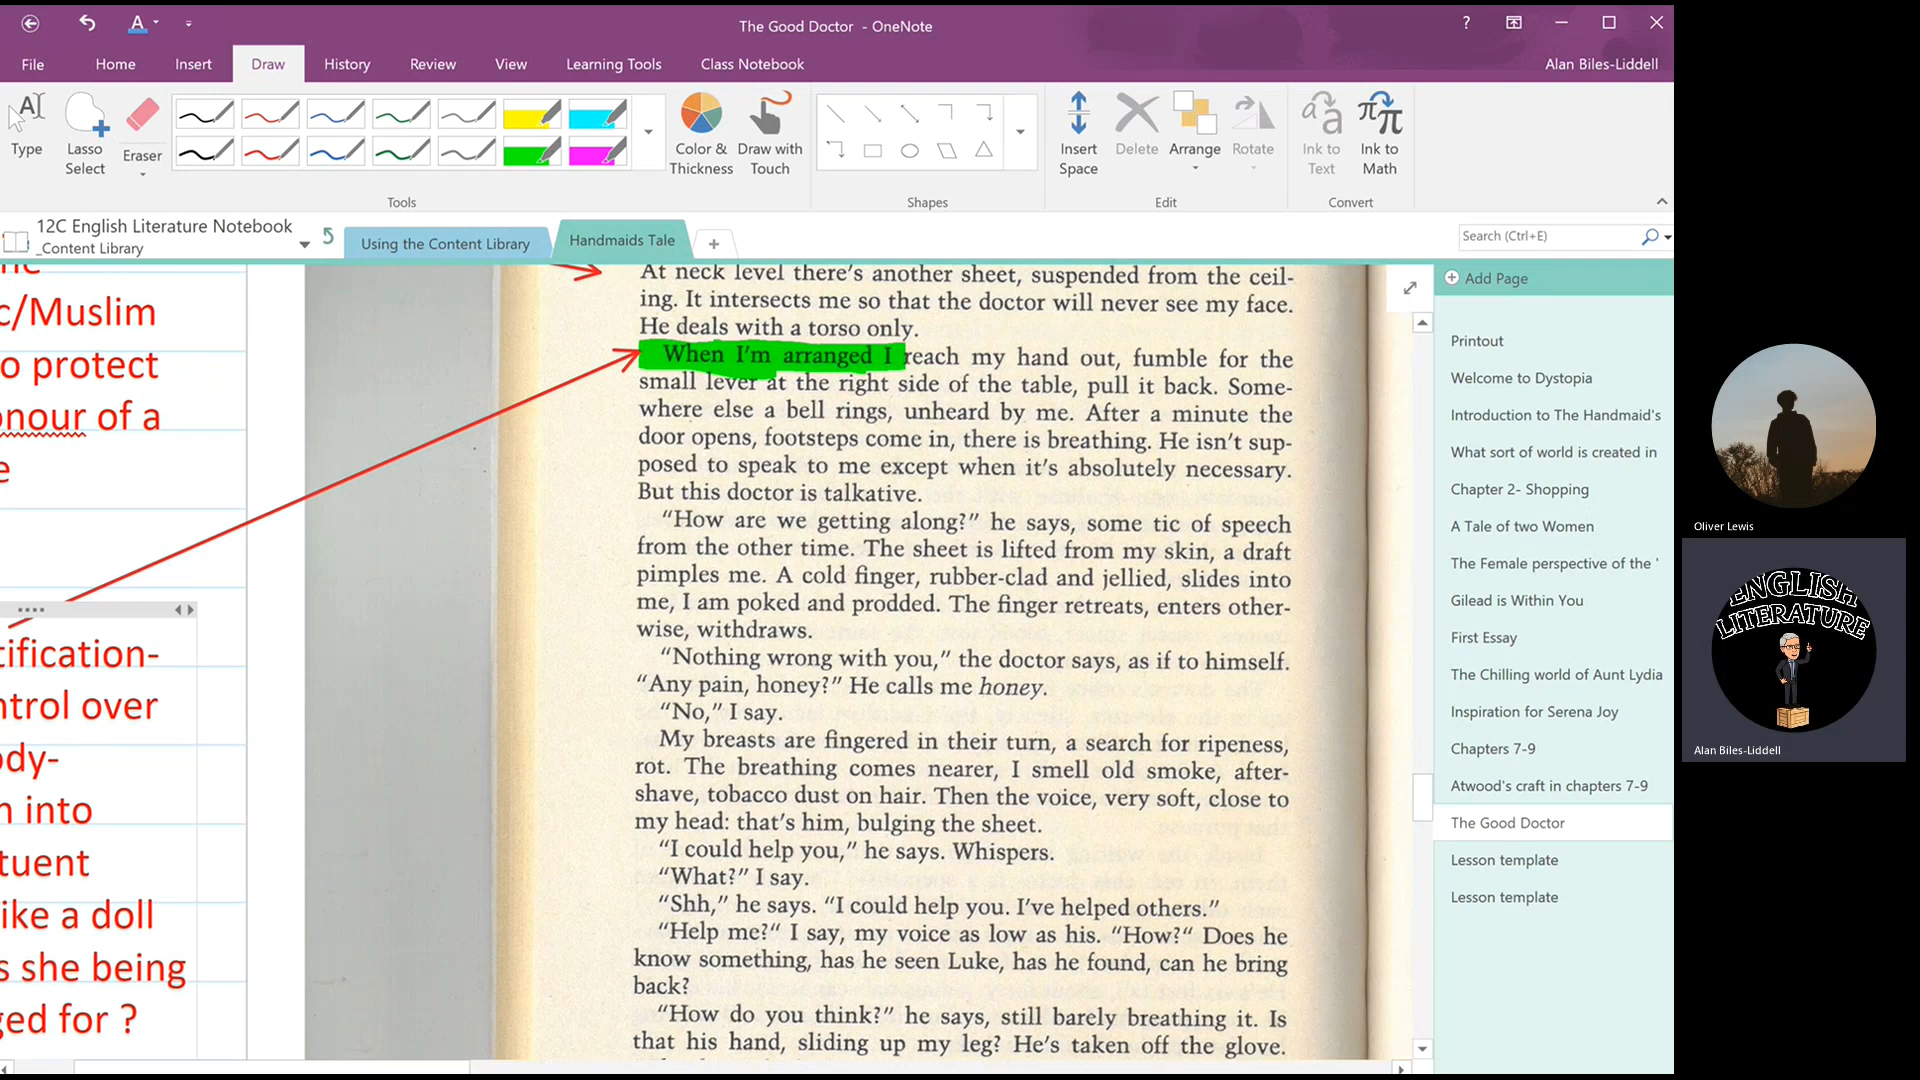 The Good Doctor - OneNote
?
File
Home
Insert
Draw
History
Review
View
Learning Tools
Class Notebook
Alan Biles-Liddell
Type
Lasso
Select
Eraser
Color &
Thickness
Draw with
Touch
Insert
Space
Delete
Arrange
Rotate
Ink to
Text
Ink to
Math
Tools
Shapes
Edit
Convert
12C English Literature Notebook
_Content Library
Using the Content Library
Handmaids Tale
Search (Ctrl+E)
c/Muslim
o protect
onour of a
e
tification-
ntrol over
ody-
n into
tuent
ike a doll
s she being
ged for ?
At neck level there's another sheet, suspended from the ceil-
ing. It intersects me so that the doctor will never see my face.
He deals with a torso only.
When I'm arranged I reach my hand out, fumble for the
small lever at the right side of the table, pull it back. Some-
where else a bell rings, unheard by me. After a minute the
door opens, footsteps come in, there is breathing. He isn't sup-
posed to speak to me except when it's absolutely necessary.
But this doctor is talkative.
"How are we getting along?" he says, some tic of speech
from the other time. The sheet is lifted from my skin, a draft
pimples me. A cold finger, rubber-clad and jellied, slides into
me, I am poked and prodded. The finger retreats, enters other-
wise, withdraws.
"Nothing wrong with you," the doctor says, as if to himself.
"Any pain, honey?" He calls me honey.
"No," I say.
My breasts are fingered in their turn, a search for ripeness,
rot. The breathing comes nearer, I smell old smoke, after-
shave, tobacco dust on hair. Then the voice, very soft, close to
my head: that's him, bulging the sheet.
"I could help you," he says. Whispers.
"What?" I say.
"Shh," he says. "I could help you. I've helped others."
"Help me?" I say, my voice as low as his. "How?" Does he
know something, has he seen Luke, has he found, can he bring
back?
"How do you think?" he says, still barely breathing it. Is
that his hand, sliding up my leg? He's taken off the glove.
Add Page
Printout
Welcome to Dystopia
Introduction to The Handmaid's
What sort of world is created in
Chapter 2- Shopping
A Tale of two Women
The Female perspective of the '
Gilead is Within You
First Essay
The Chilling world of Aunt Lydia
Inspiration for Serena Joy
Chapters 7-9
Atwood's craft in chapters 7-9
The Good Doctor
Lesson template
Lesson template
Oliver Lewis
ENGLISH
LITERATURE
Alan Biles-Liddell